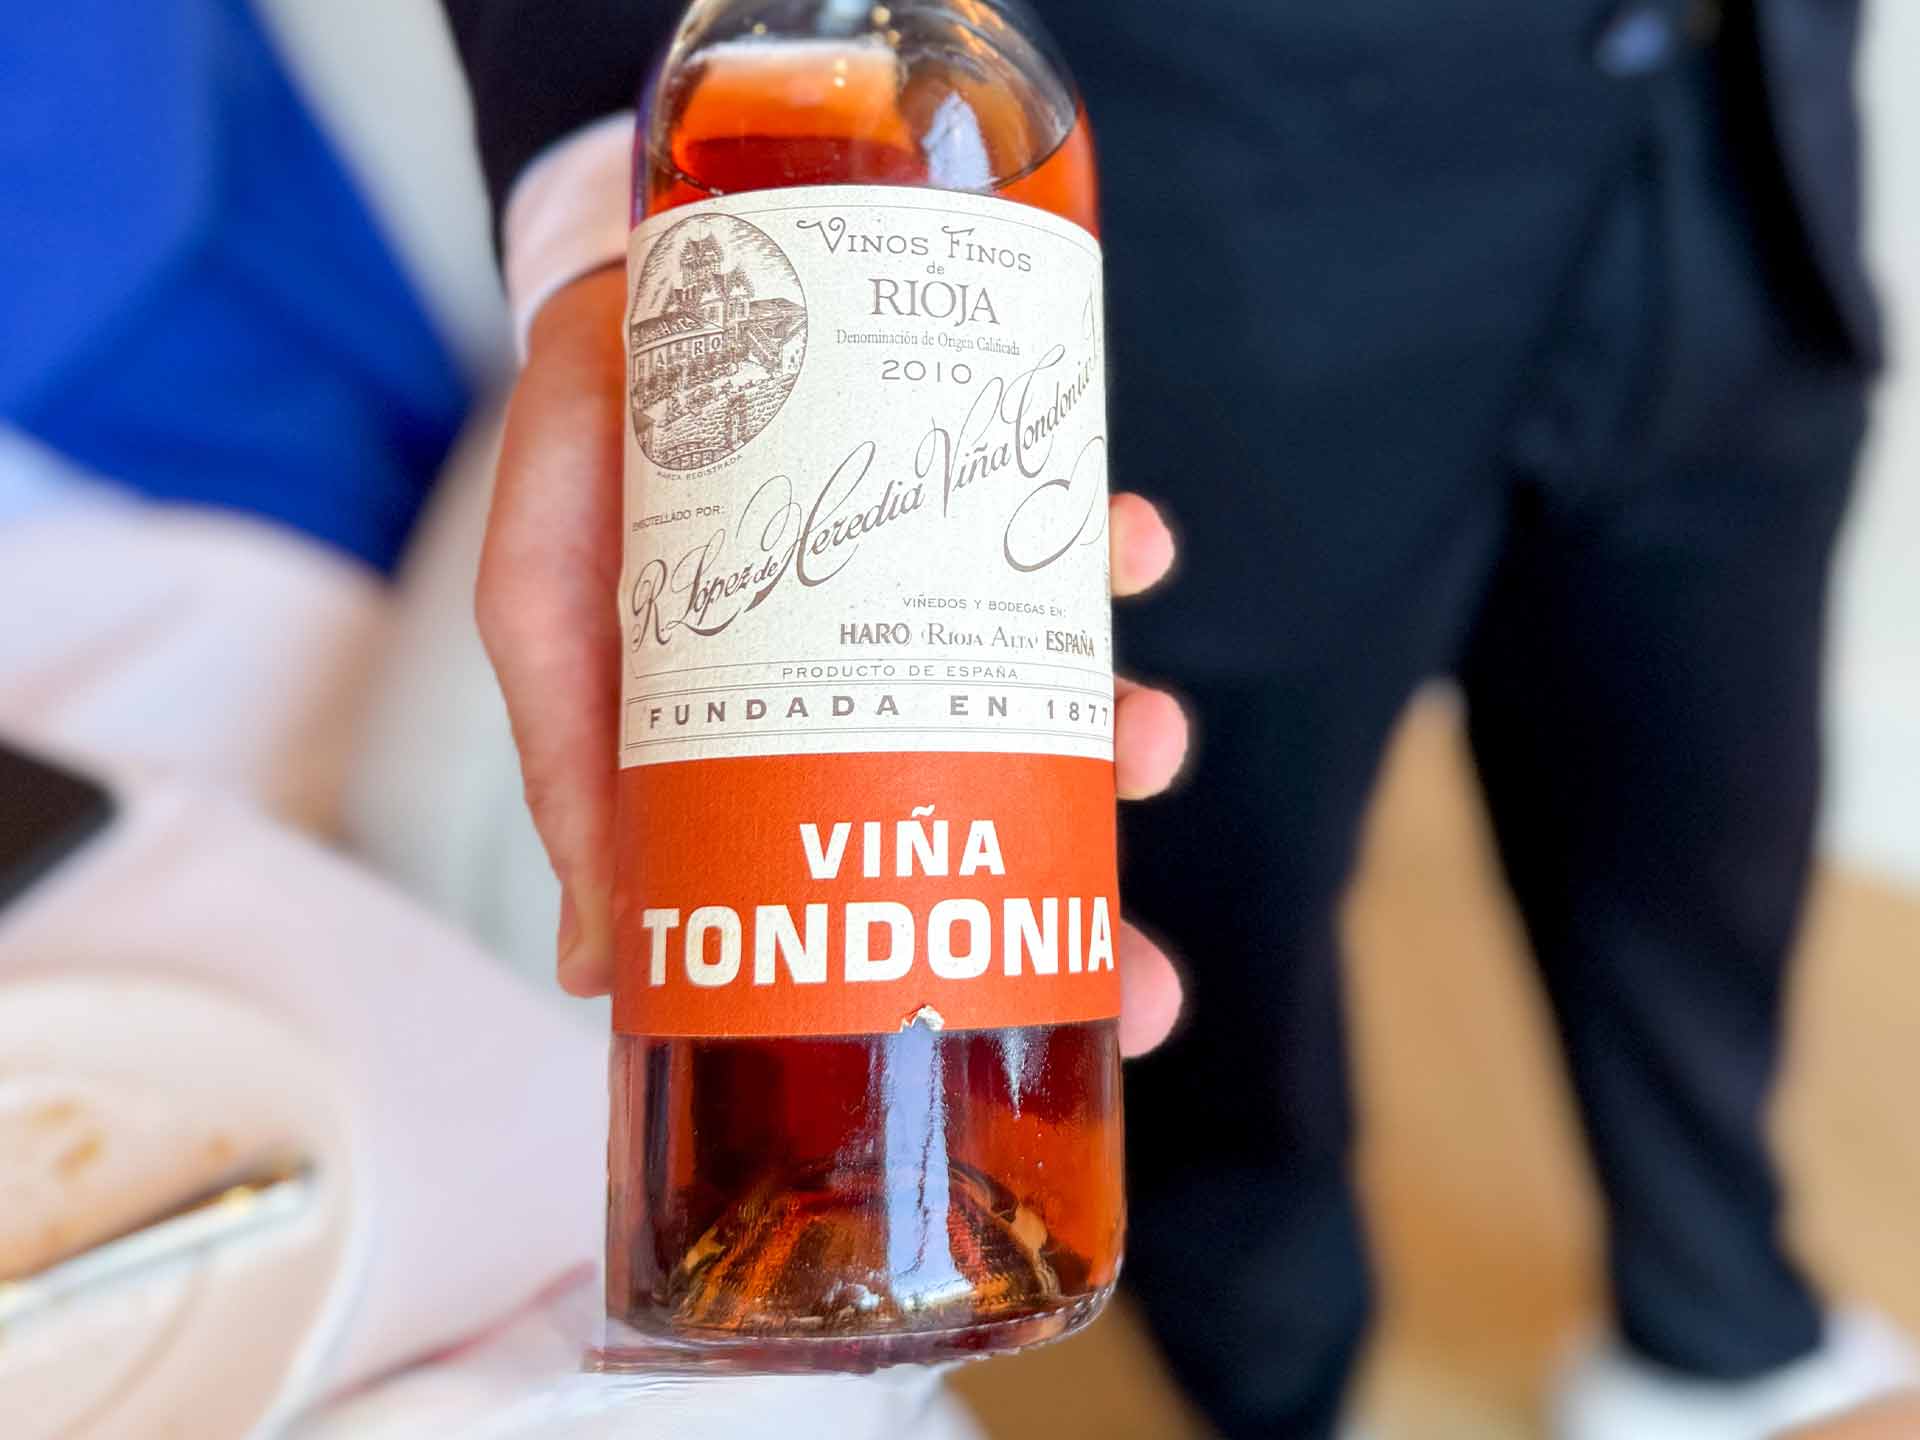 VINOS FINOS
de
RIOJA
Denominación de Origen Calificada
2010
HARO
MARCA REGISTRADA
EMBOTELLADO POR:
R. López de Heredia Viña Tondonia
VIÑEDOS Y BODEGAS EN:
HARO (RIOJA ALTA) ESPAÑA
PRODUCTO DE ESPAÑA
FUNDADA EN 1877
VIÑA
TONDONIA